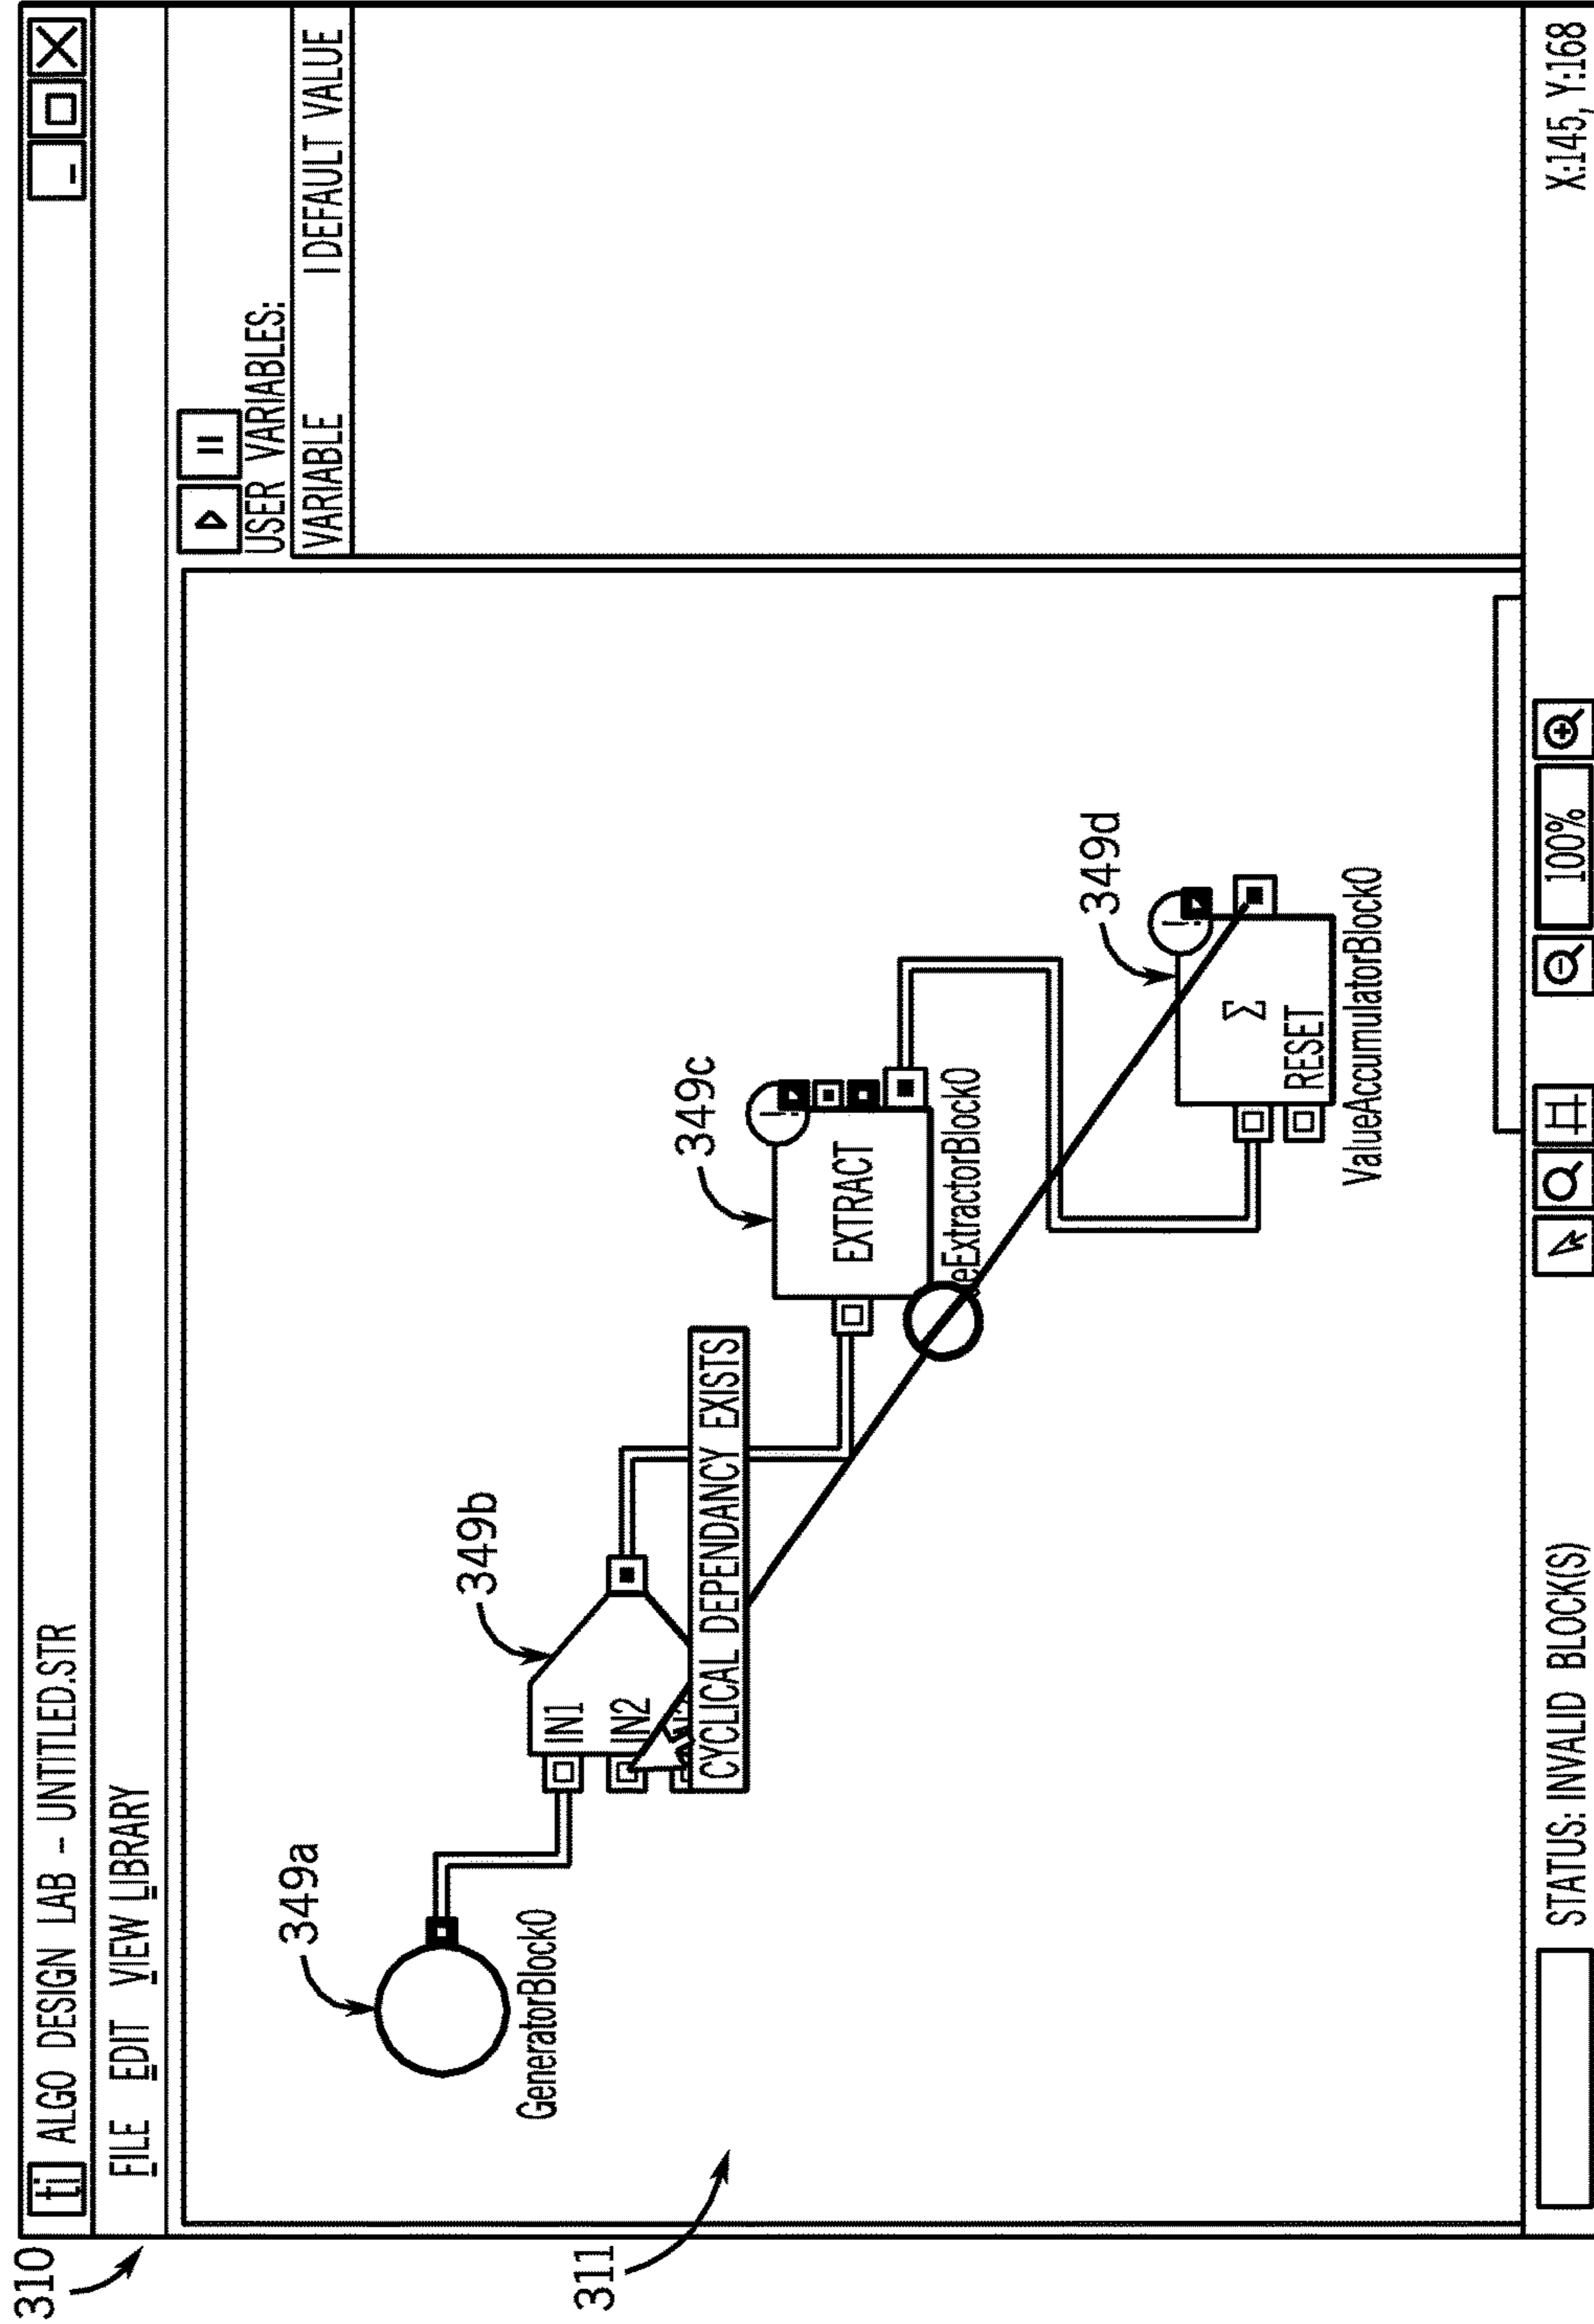 310
ti ALGO DESIGN LAB - UNTITLED.STR
FILE EDIT VIEW LIBRARY
USER VARIABLES:
VARIABLE | DEFAULT VALUE
311
349a
GeneratorBlock0
349b
IN1
IN2
CYCLICAL DEPENDANCY EXISTS
349c
!
EXTRACT
eExtractorBlock0
349d
!
Σ
RESET
ValueAccumulatorBlock0
STATUS: INVALID BLOCK(S)
100%
X:145, Y:168